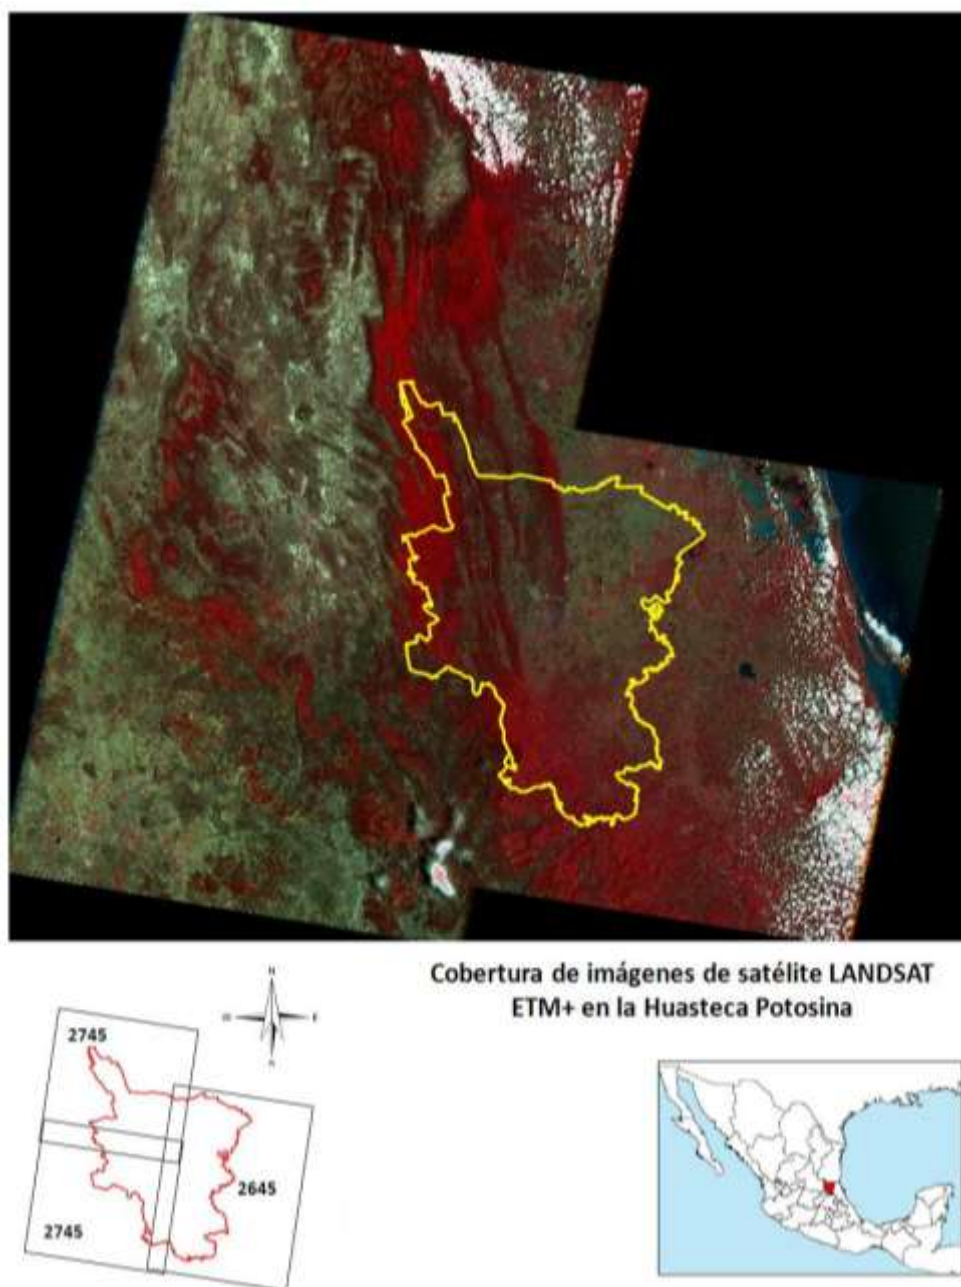 Cobertura de imágenes de satélite LANDSAT
ETM+ en la Huasteca Potosina
N
O
E
S
2745
2645
2745